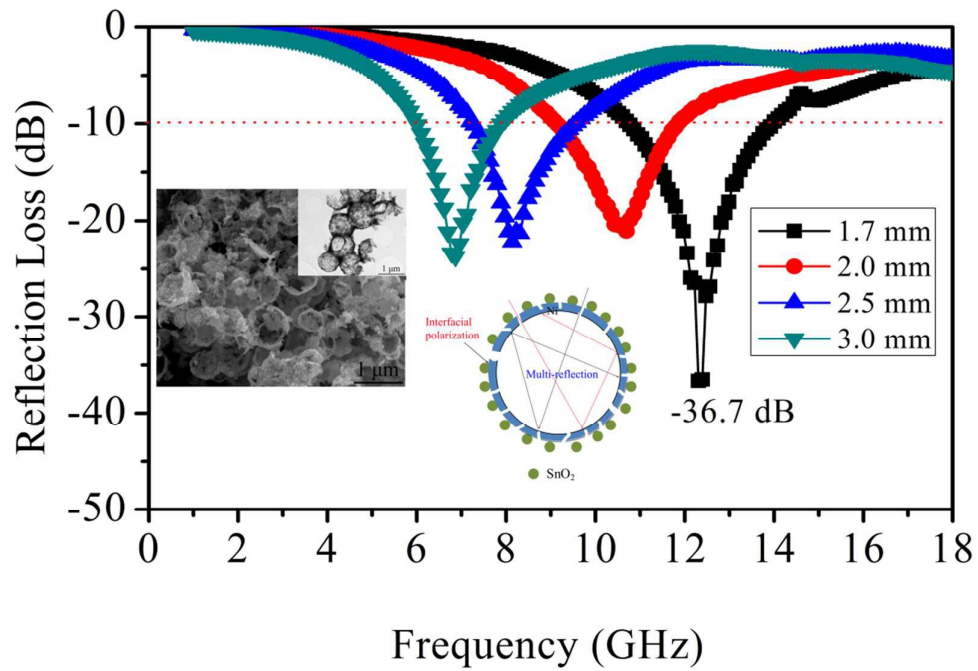 Reflection Loss (dB)
0
-10
-20
-30
-40
-50
0 2 4 6 8 10 12 14 16 18
Frequency (GHz)
1.7 mm
2.0 mm
2.5 mm
3.0 mm
-36.7 dB
1 μm
1 μm
Interfacial
polarization
Ni
Multi-reflection
SnO₂